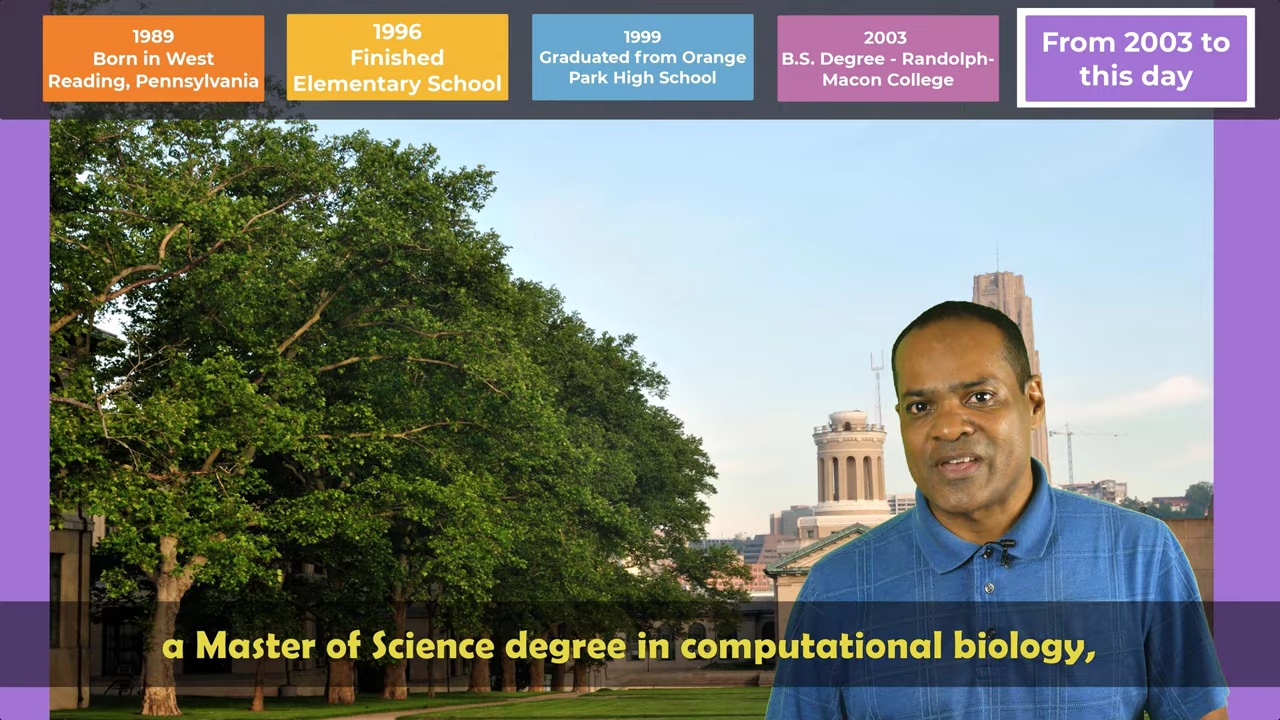 1989
Born in West
Reading, Pennsylvania
1996
Finished
Elementary School
1999
Graduated from Orange
Park High School
2003
B.S. Degree - Randolph-
Macon College
From 2003 to
this day
a Master of Science degree in computational biology,